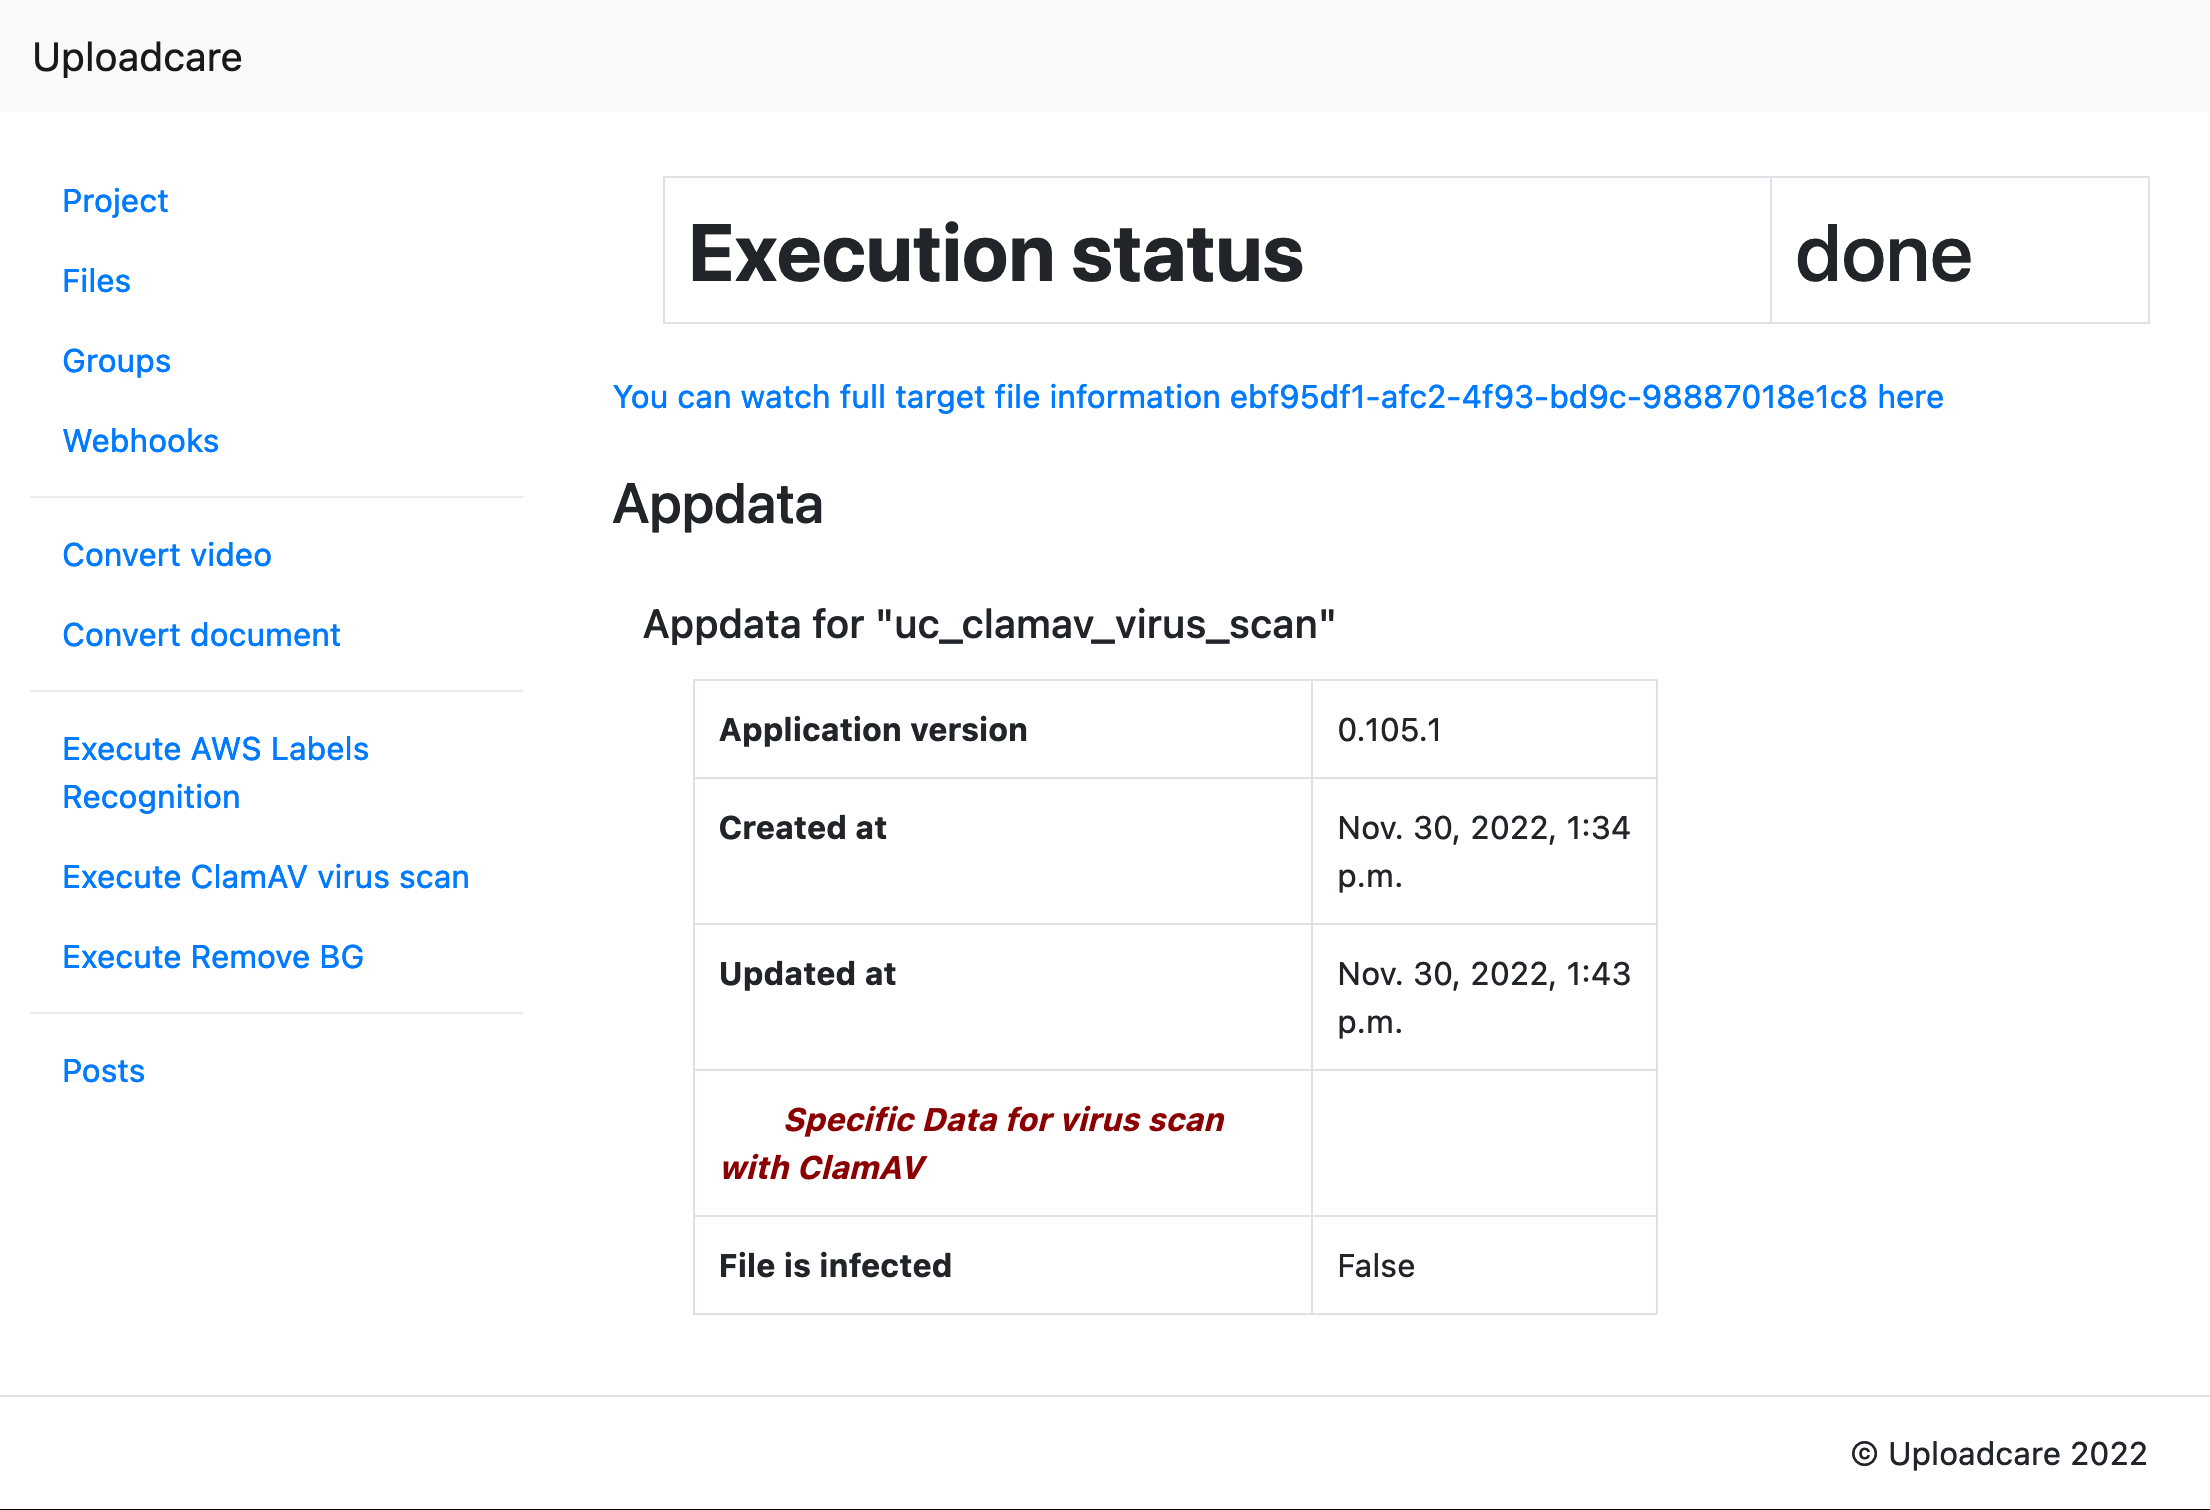 Uploadcare
Project
Files
Groups
Webhooks
Convert video
Convert document
Execute AWS Labels
Recognition
Execute ClamAV virus scan
Execute Remove BG
Posts
Execution status done
You can watch full target file information ebf95df1-afc2-4f93-bd9c-98887018e1c8 here
Appdata
Appdata for "uc_clamav_virus_scan"
Application version 0.105.1
Created at Nov. 30, 2022, 1:34
p.m.
Updated at Nov. 30, 2022, 1:43
p.m.
Specific Data for virus scan
with ClamAV
File is infected False
© Uploadcare 2022